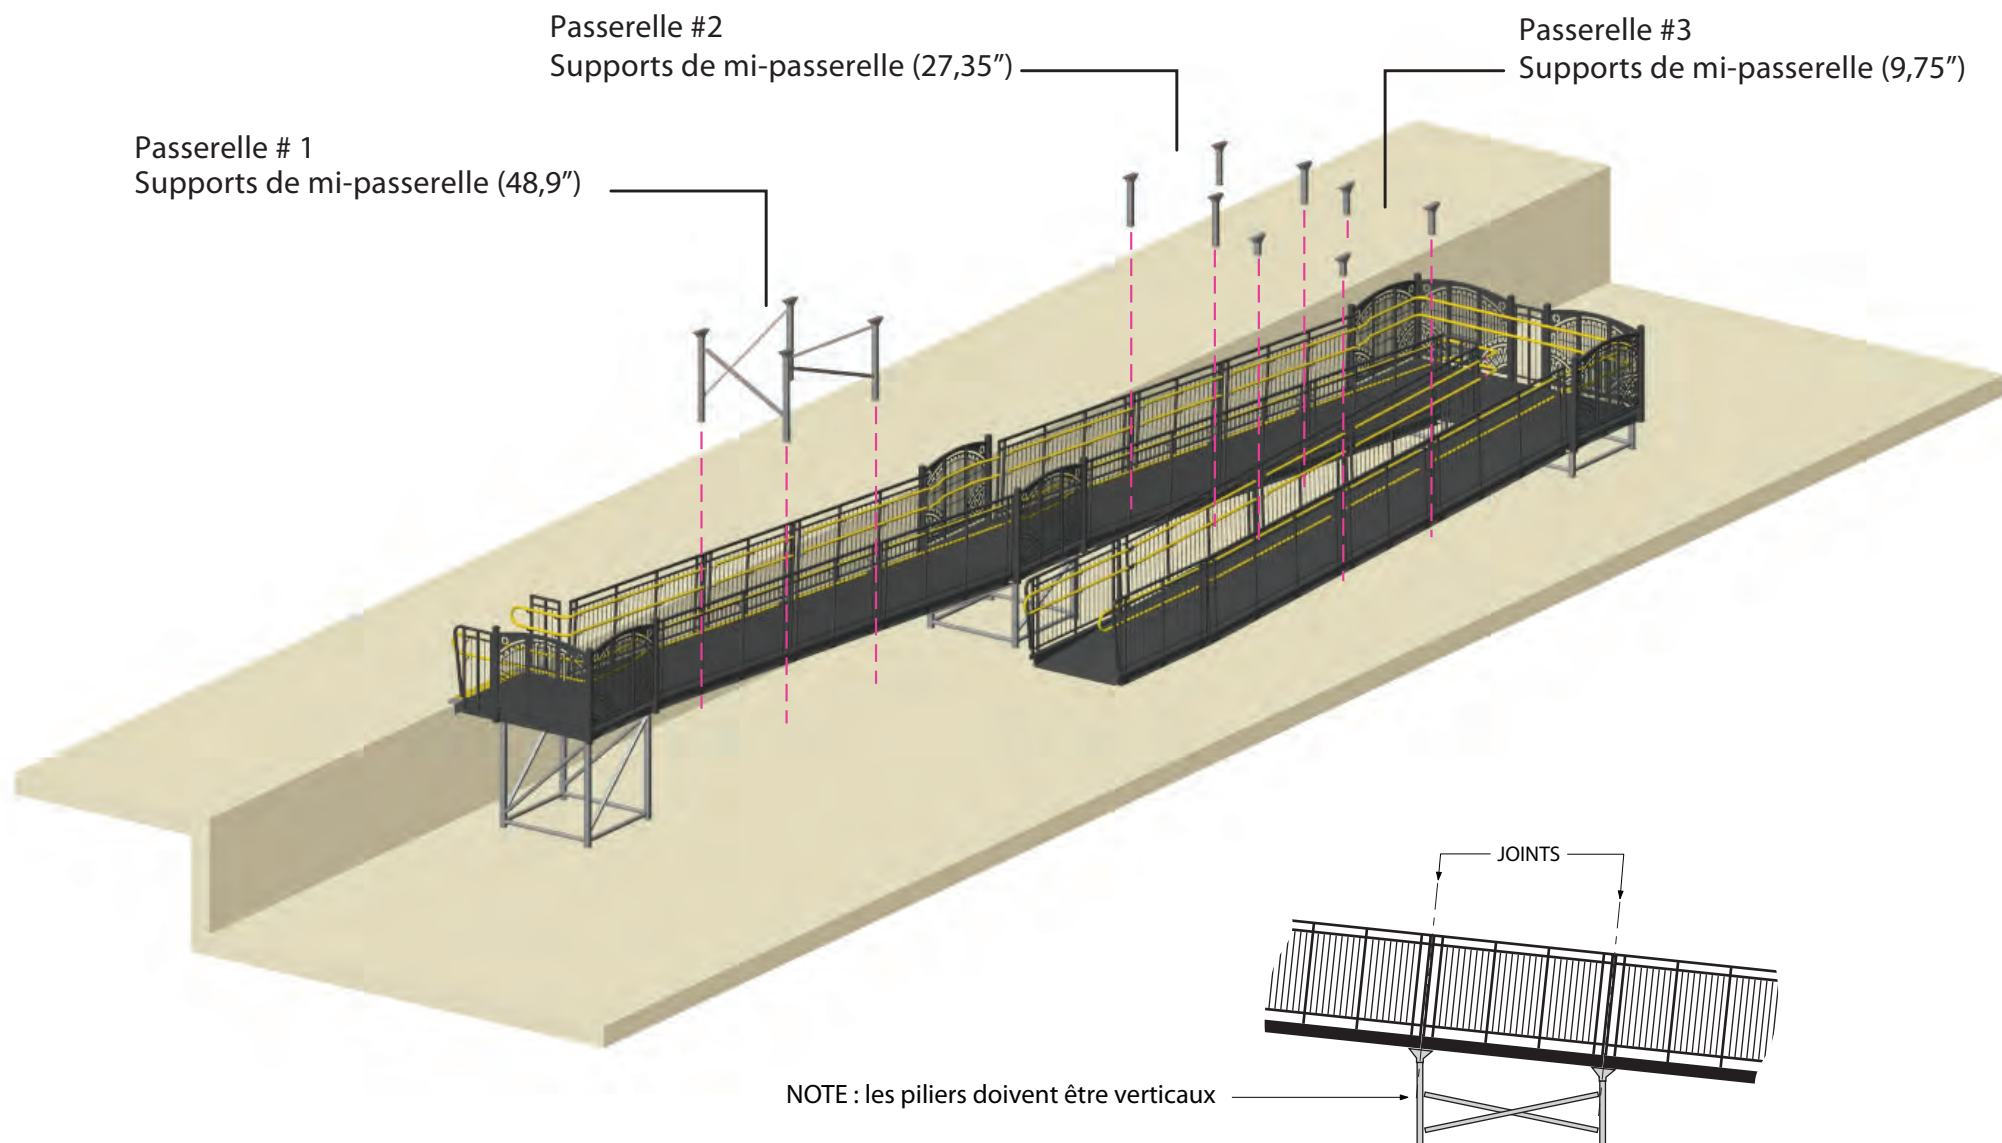 Passerelle #2
Supports de mi-passerelle (27,35”)
Passerelle #3
Supports de mi-passerelle (9,75”)
Passerelle # 1
Supports de mi-passerelle (48,9”)
JOINTS
NOTE : les piliers doivent être verticaux